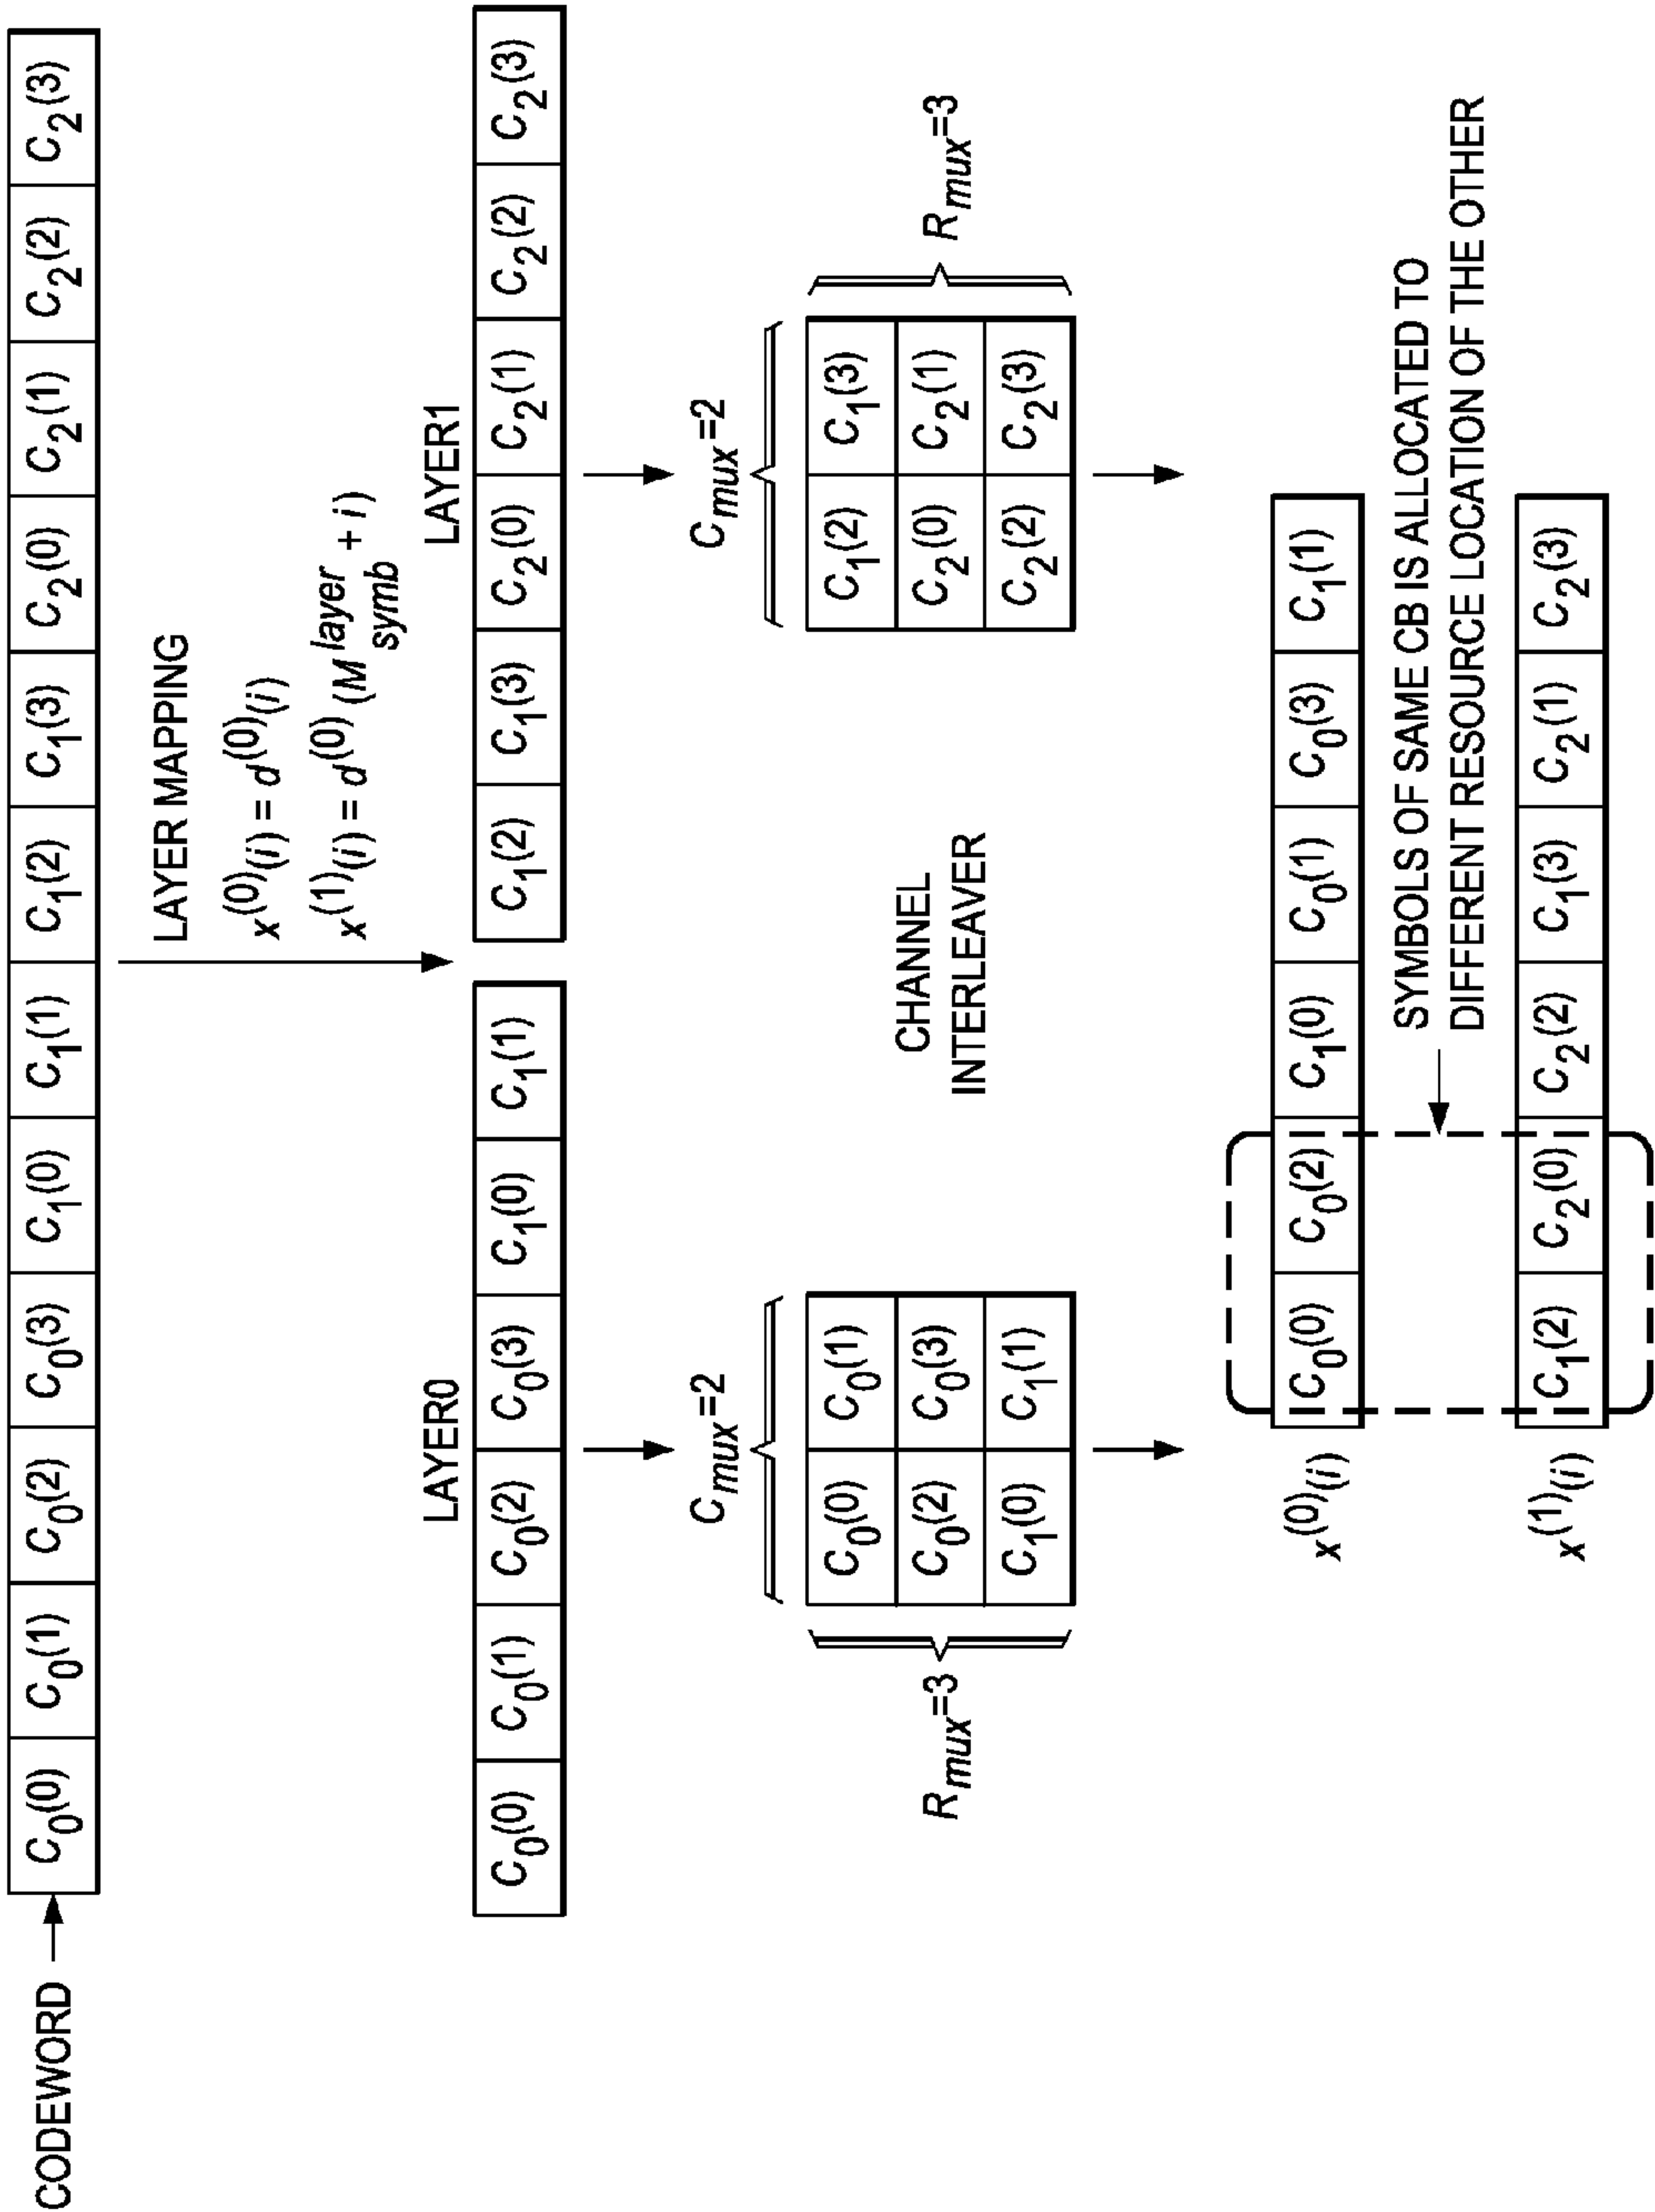 CODEWORD
C0(0) C0(1) C0(2) C0(3) C1(0) C1(1) C1(2) C1(3) C2(0) C2(1) C2(2) C2(3)
LAYER MAPPING
x(0)(i) = d(0)(i)
x(1)(i) = d(0)(M layer symb + i)
LAYER0
C0(0) C0(1) C0(2) C0(3) C1(0) C1(1)
LAYER1
C1(2) C1(3) C2(0) C2(1) C2(2) C2(3)
Cmux=2
Rmux=3
C0(0) C0(1)
C0(2) C0(3)
C1(0) C1(1)
CHANNEL
INTERLEAVER
Cmux=2
C1(2) C1(3)
C2(0) C2(1)
C2(2) C2(3)
Rmux=3
x(0)(i)
C0(0) C0(2) C1(0) C0(1) C0(3) C1(1)
SYMBOLS OF SAME CB IS ALLOCATED TO
DIFFERENT RESOURCE LOCATION OF THE OTHER
x(1)(i)
C1(2) C2(0) C2(2) C1(3) C2(1) C2(3)